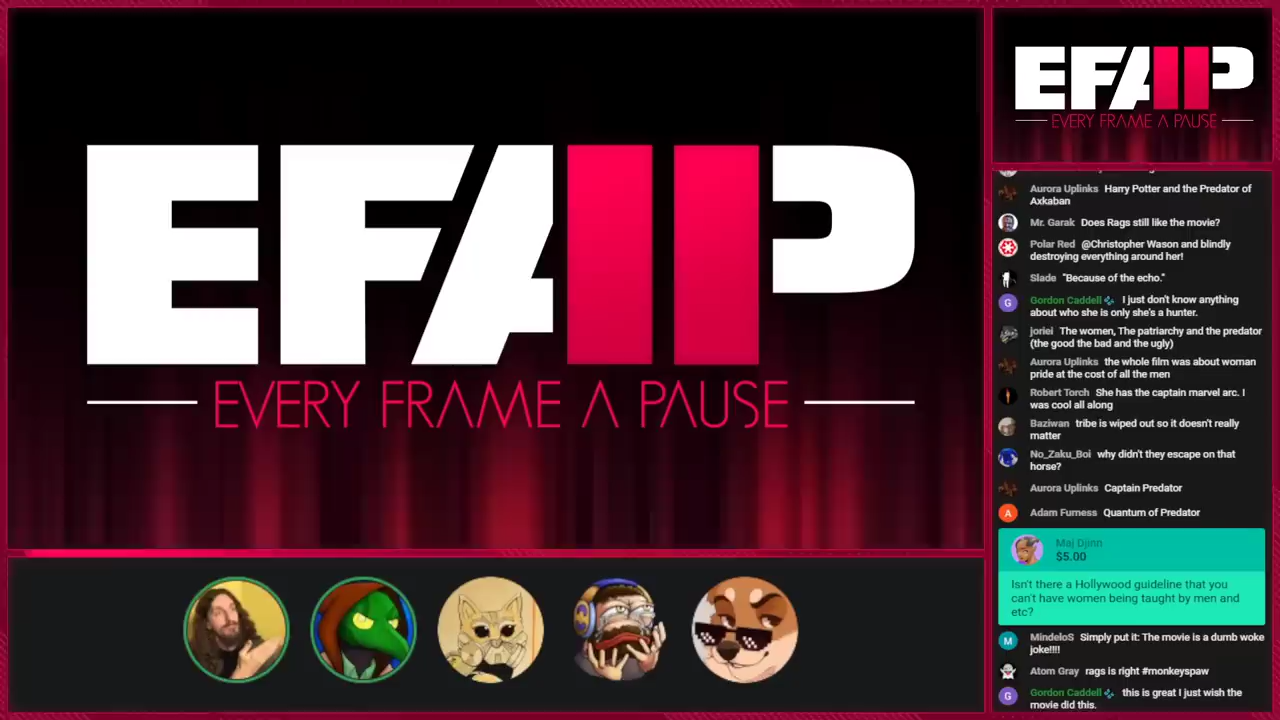 EFAP
EVERY FRAME A PAUSE
EFAP
EVERY FRAME A PAUSE
Aurora Uplinks Harry Potter and the Predator of
Axkaban
Mr. Garak Does Rags still like the movie?
Polar Red @Christopher Wason and blindly
destroying everything around her!
Slade "Because of the echo."
G Gordon Caddell I just don't know anything
about who she is only she's a hunter.
joriei The women, The patriarchy and the predator
(the good the bad and the ugly)
Aurora Uplinks the whole film was about woman
pride at the cost of all the men
Robert Torch She has the captain marvel arc. I
was cool all along
Baziwan tribe is wiped out so it doesn't really
matter
No_Zaku_Boi why didn't they escape on that
horse?
Aurora Uplinks Captain Predator
A Adam Furness Quantum of Predator
Maj Djinn
$5.00
Isn't there a Hollywood guideline that you
can't have women being taught by men and
etc?
M MindeloS Simply put it: The movie is a dumb woke
joke!!!!
Atom Gray rags is right #monkeyspaw
G Gordon Caddell this is great I just wish the
movie did this.